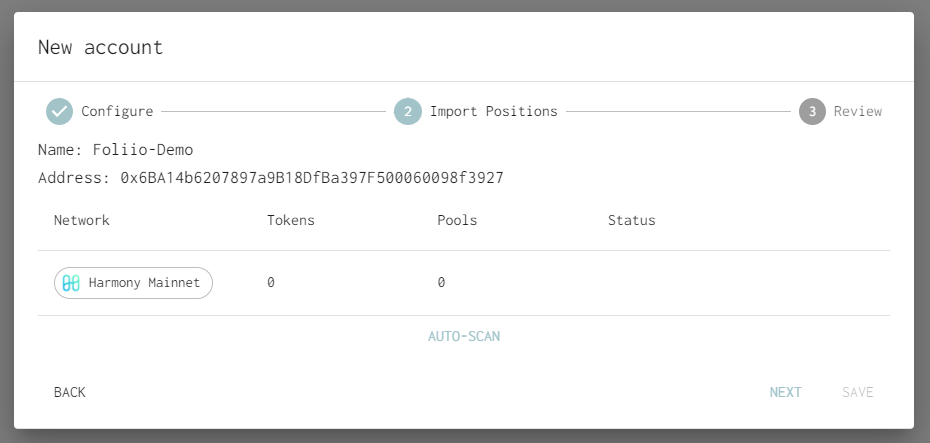 New account
Configure 2 Import Positions 3 Review
Name: Foliio-Demo
Address: 0x6BA14b6207897a9B18DfBa397F500060098f3927
Network Tokens Pools Status
Harmony Mainnet 0 0
AUTO-SCAN
BACK NEXT SAVE